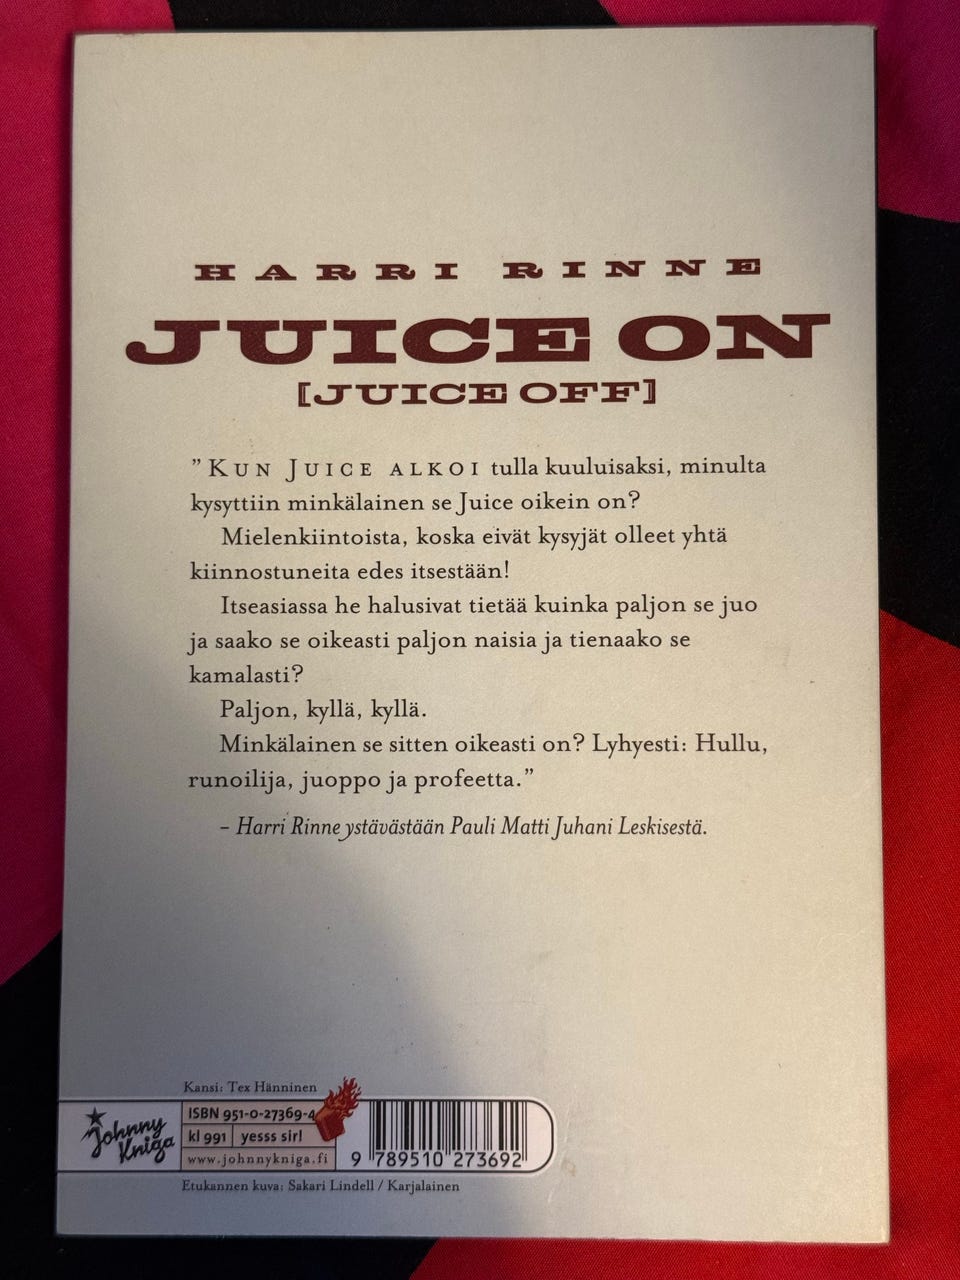 HARRI RINNE
JUICE ON
[JUICE OFF]
”KUN JUICE ALKOI tulla kuuluisaksi, minulta
kysyttiin minkälainen se Juice oikein on?
Mielenkiintoista, koska eivät kysyjät olleet yhtä
kiinnostuneita edes itsestään!
Itseasiassa he halusivat tietää kuinka paljon se juo
ja saako se oikeasti paljon naisia ja tienaako se
kamalasti?
Paljon, kyllä, kyllä.
Minkälainen se sitten oikeasti on? Lyhyesti: Hullu,
runoilija, juoppo ja profeetta.”
– Harri Rinne ystävästään Pauli Matti Juhani Leskisestä.
Kansi: Tex Hänninen
Johnny
Kniga
ISBN 951-0-27369-4
kl 991 yesss sir!
www.johnnykniga.fi
9 789510 273692
Etukannen kuva: Sakari Lindell / Karjalainen